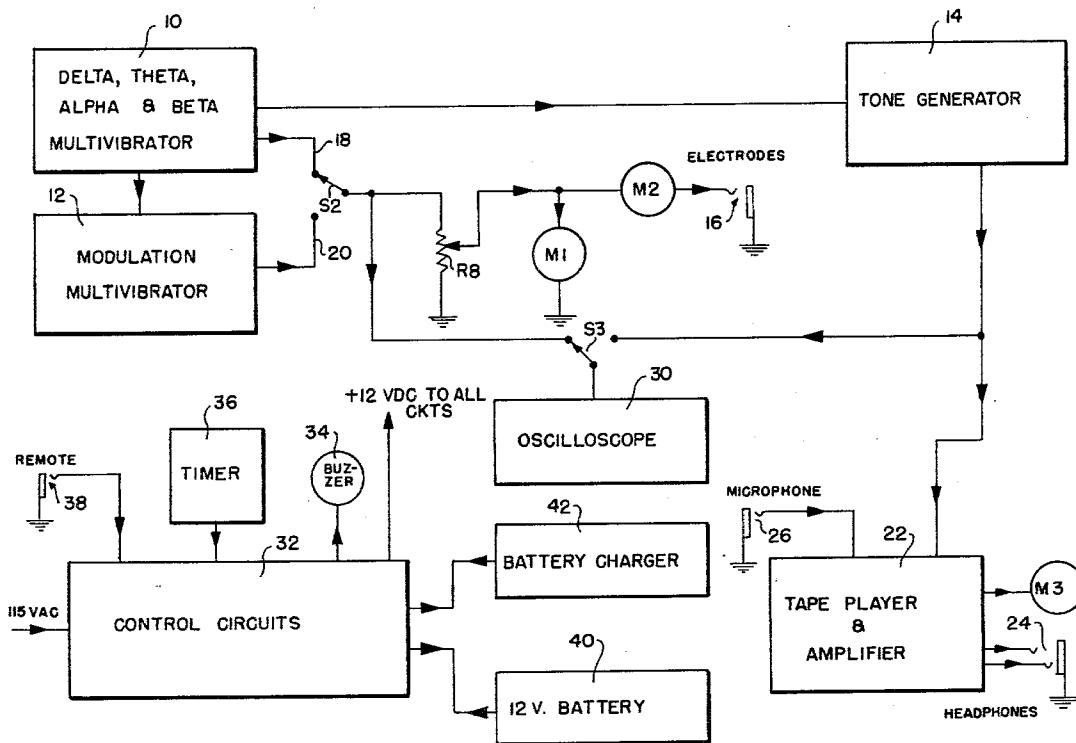 10
DELTA, THETA,
ALPHA & BETA
MULTIVIBRATOR
14
TONE GENERATOR
18
S2
12
MODULATION
MULTIVIBRATOR
20
R8
M1
M2
ELECTRODES
16
S3
30
OSCILLOSCOPE
+12 VDC TO ALL
CKTS
36
TIMER
34
BUZ-
ZER
REMOTE
38
32
CONTROL CIRCUITS
115 VAC
42
BATTERY CHARGER
40
12 V. BATTERY
MICROPHONE
26
22
TAPE PLAYER
&
AMPLIFIER
M3
24
HEADPHONES